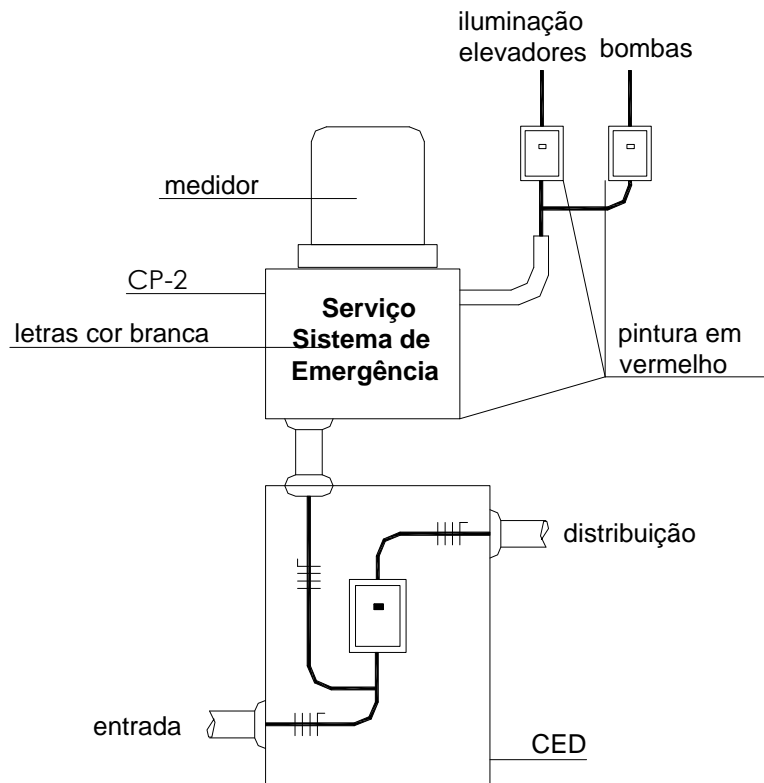 iluminação
elevadores
bombas
medidor
CP-2
letras cor branca
Serviço
Sistema de
Emergência
pintura em
vermelho
distribuição
entrada
CED